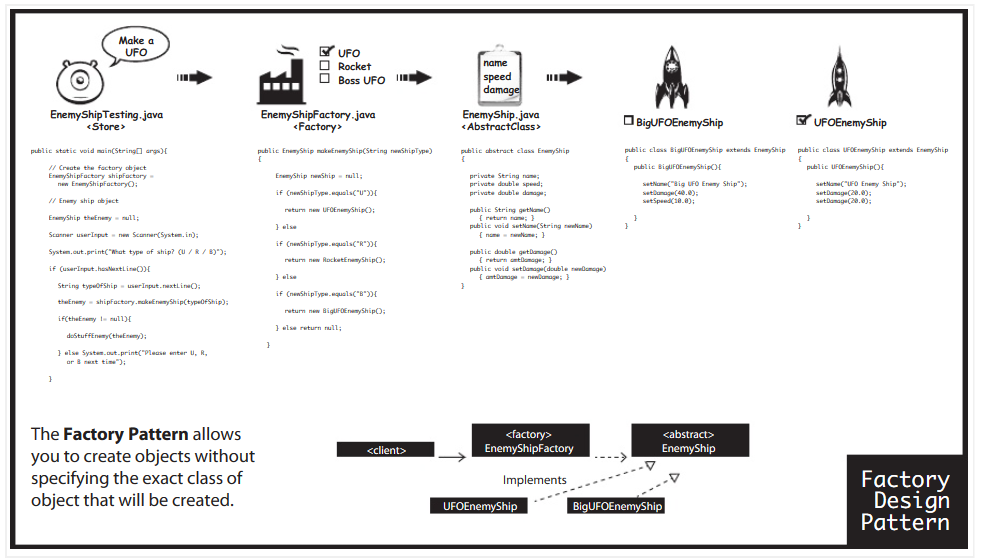 Make a
UFO
EnemyShipTesting.java
<Store>
public static void main(String[] args){
// Create the factory object
EnemyShipFactory shipFactory =
new EnemyShipFactory();
// Enemy ship object
EnemyShip theEnemy = null;
Scanner userInput = new Scanner(System.in);
System.out.print("What type of ship? (U / R / B)");
if (userInput.hasNextLine()){
String typeOfShip = userInput.nextLine();
theEnemy = shipFactory.makeEnemyShip(typeOfShip);
if(theEnemy != null){
doStuffEnemy(theEnemy);
} else System.out.print("Please enter U, R,
or B next time");
}
UFO
Rocket
Boss UFO
EnemyShipFactory.java
<Factory>
public EnemyShip makeEnemyShip(String newShipType)
{
EnemyShip newShip = null;
if (newShipType.equals("U")){
return new UFOEnemyShip();
} else
if (newShipType.equals("R")){
return new RocketEnemyShip();
} else
if (newShipType.equals("B")){
return new BigUFOEnemyShip();
} else return null;
}
name
speed
damage
EnemyShip.java
<AbstractClass>
public abstract class EnemyShip
{
private String name;
private double speed;
private double damage;
public String getName()
{ return name; }
public void setName(String newName)
{ name = newName; }
public double getDamage()
{ return amtDamage; }
public void setDamage(double newDamage)
{ amtDamage = newDamage; }
}
BigUFOEnemyShip
public class BigUFOEnemyShip extends EnemyShip
{
public BigUFOEnemyShip(){
setName("Big UFO Enemy Ship");
setDamage(40.0);
setSpeed(10.0);
}
}
UFOEnemyShip
public class UFOEnemyShip extends EnemyShip
{
public UFOEnemyShip(){
setName("UFO Enemy Ship");
setDamage(20.0);
setDamage(20.0);
}
}
The Factory Pattern allows
you to create objects without
specifying the exact class of
object that will be created.
<client>
<factory>
EnemyShipFactory
<abstract>
EnemyShip
Implements
UFOEnemyShip
BigUFOEnemyShip
Factory
Design
Pattern